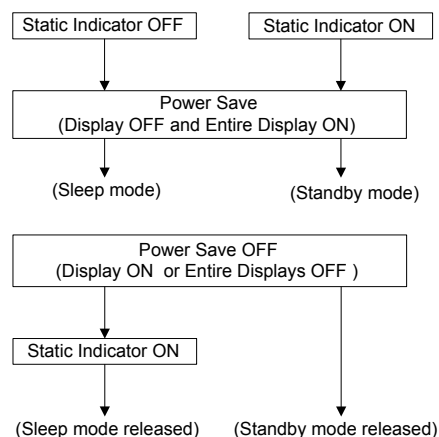 Static Indicator OFF
Static Indicator ON
Power Save
(Display OFF and Entire Display ON)
(Sleep mode)
(Standby mode)
Power Save OFF
(Display ON or Entire Displays OFF )
Static Indicator ON
(Sleep mode released)
(Standby mode released)